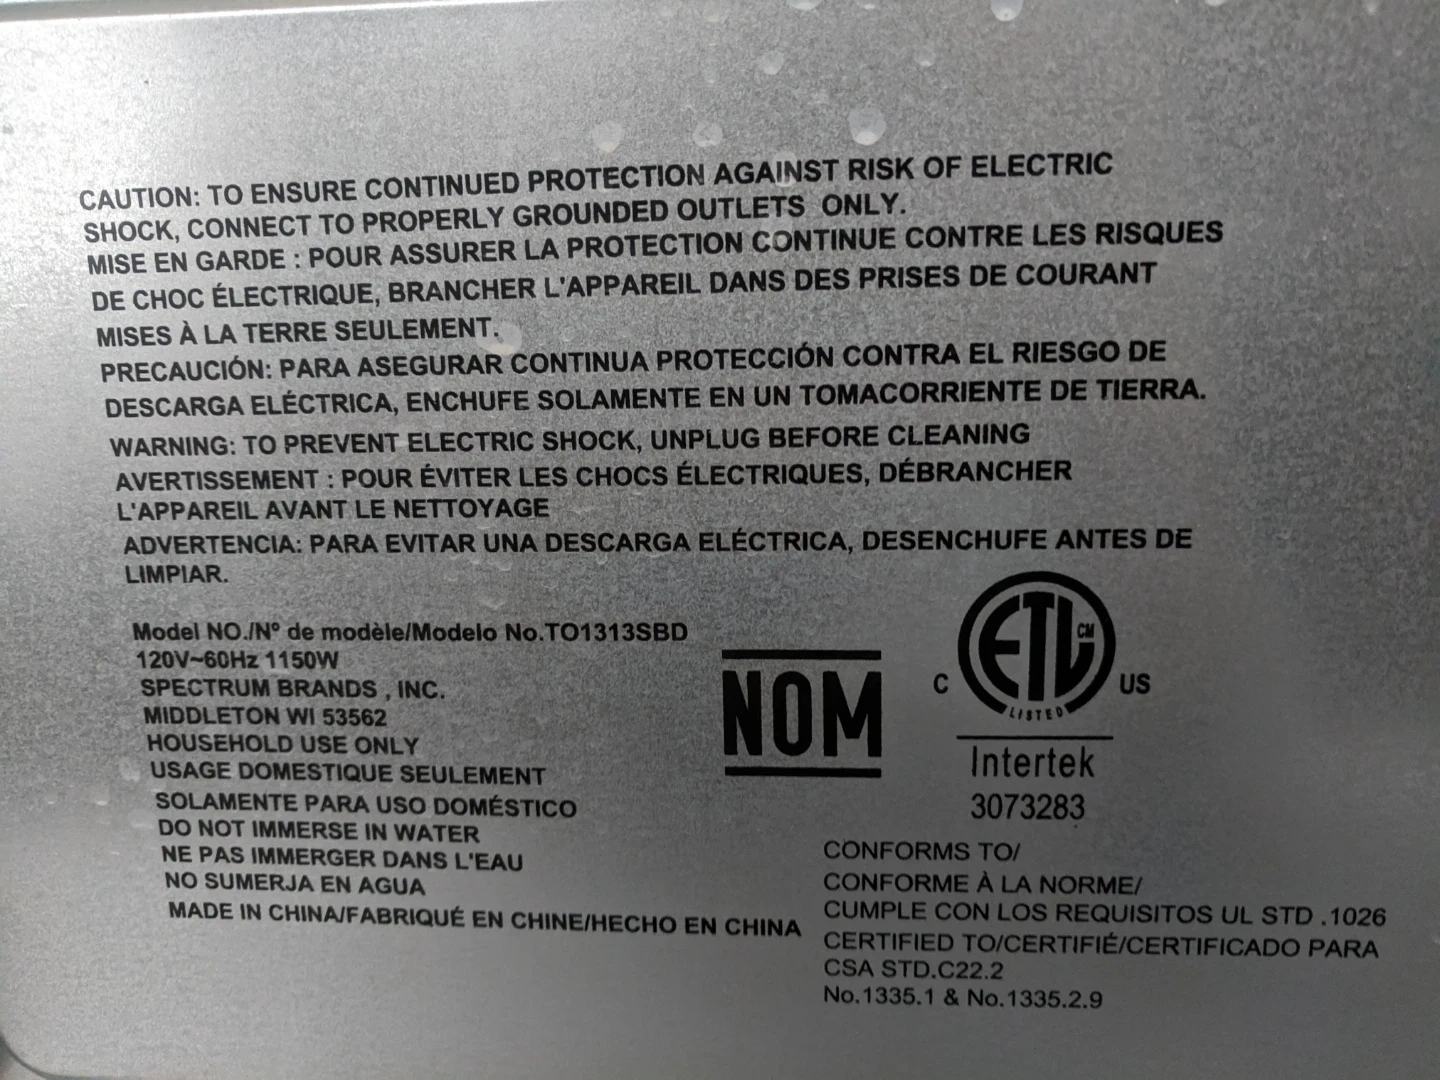 CAUTION: TO ENSURE CONTINUED PROTECTION AGAINST RISK OF ELECTRIC
SHOCK, CONNECT TO PROPERLY GROUNDED OUTLETS ONLY.
MISE EN GARDE : POUR ASSURER LA PROTECTION CONTINUE CONTRE LES RISQUES
DE CHOC ÉLECTRIQUE, BRANCHER L'APPAREIL DANS DES PRISES DE COURANT
MISES À LA TERRE SEULEMENT.
PRECAUCIÓN: PARA ASEGURAR CONTINUA PROTECCIÓN CONTRA EL RIESGO DE
DESCARGA ELÉCTRICA, ENCHUFE SOLAMENTE EN UN TOMACORRIENTE DE TIERRA.
WARNING: TO PREVENT ELECTRIC SHOCK, UNPLUG BEFORE CLEANING
AVERTISSEMENT : POUR ÉVITER LES CHOCS ÉLECTRIQUES, DÉBRANCHER
L'APPAREIL AVANT LE NETTOYAGE
ADVERTENCIA: PARA EVITAR UNA DESCARGA ELÉCTRICA, DESENCHUFE ANTES DE
LIMPIAR.
Model NO./Nº de modèle/Modelo No.TO1313SBD
120V~60Hz 1150W
SPECTRUM BRANDS , INC.
MIDDLETON WI 53562
HOUSEHOLD USE ONLY
USAGE DOMESTIQUE SEULEMENT
SOLAMENTE PARA USO DOMÉSTICO
DO NOT IMMERSE IN WATER
NE PAS IMMERGER DANS L'EAU
NO SUMERJA EN AGUA
MADE IN CHINA/FABRIQUÉ EN CHINE/HECHO EN CHINA
NOM
ETL CM
C US
LISTED
Intertek
3073283
CONFORMS TO/
CONFORME À LA NORME/
CUMPLE CON LOS REQUISITOS UL STD .1026
CERTIFIED TO/CERTIFIÉ/CERTIFICADO PARA
CSA STD.C22.2
No.1335.1 & No.1335.2.9